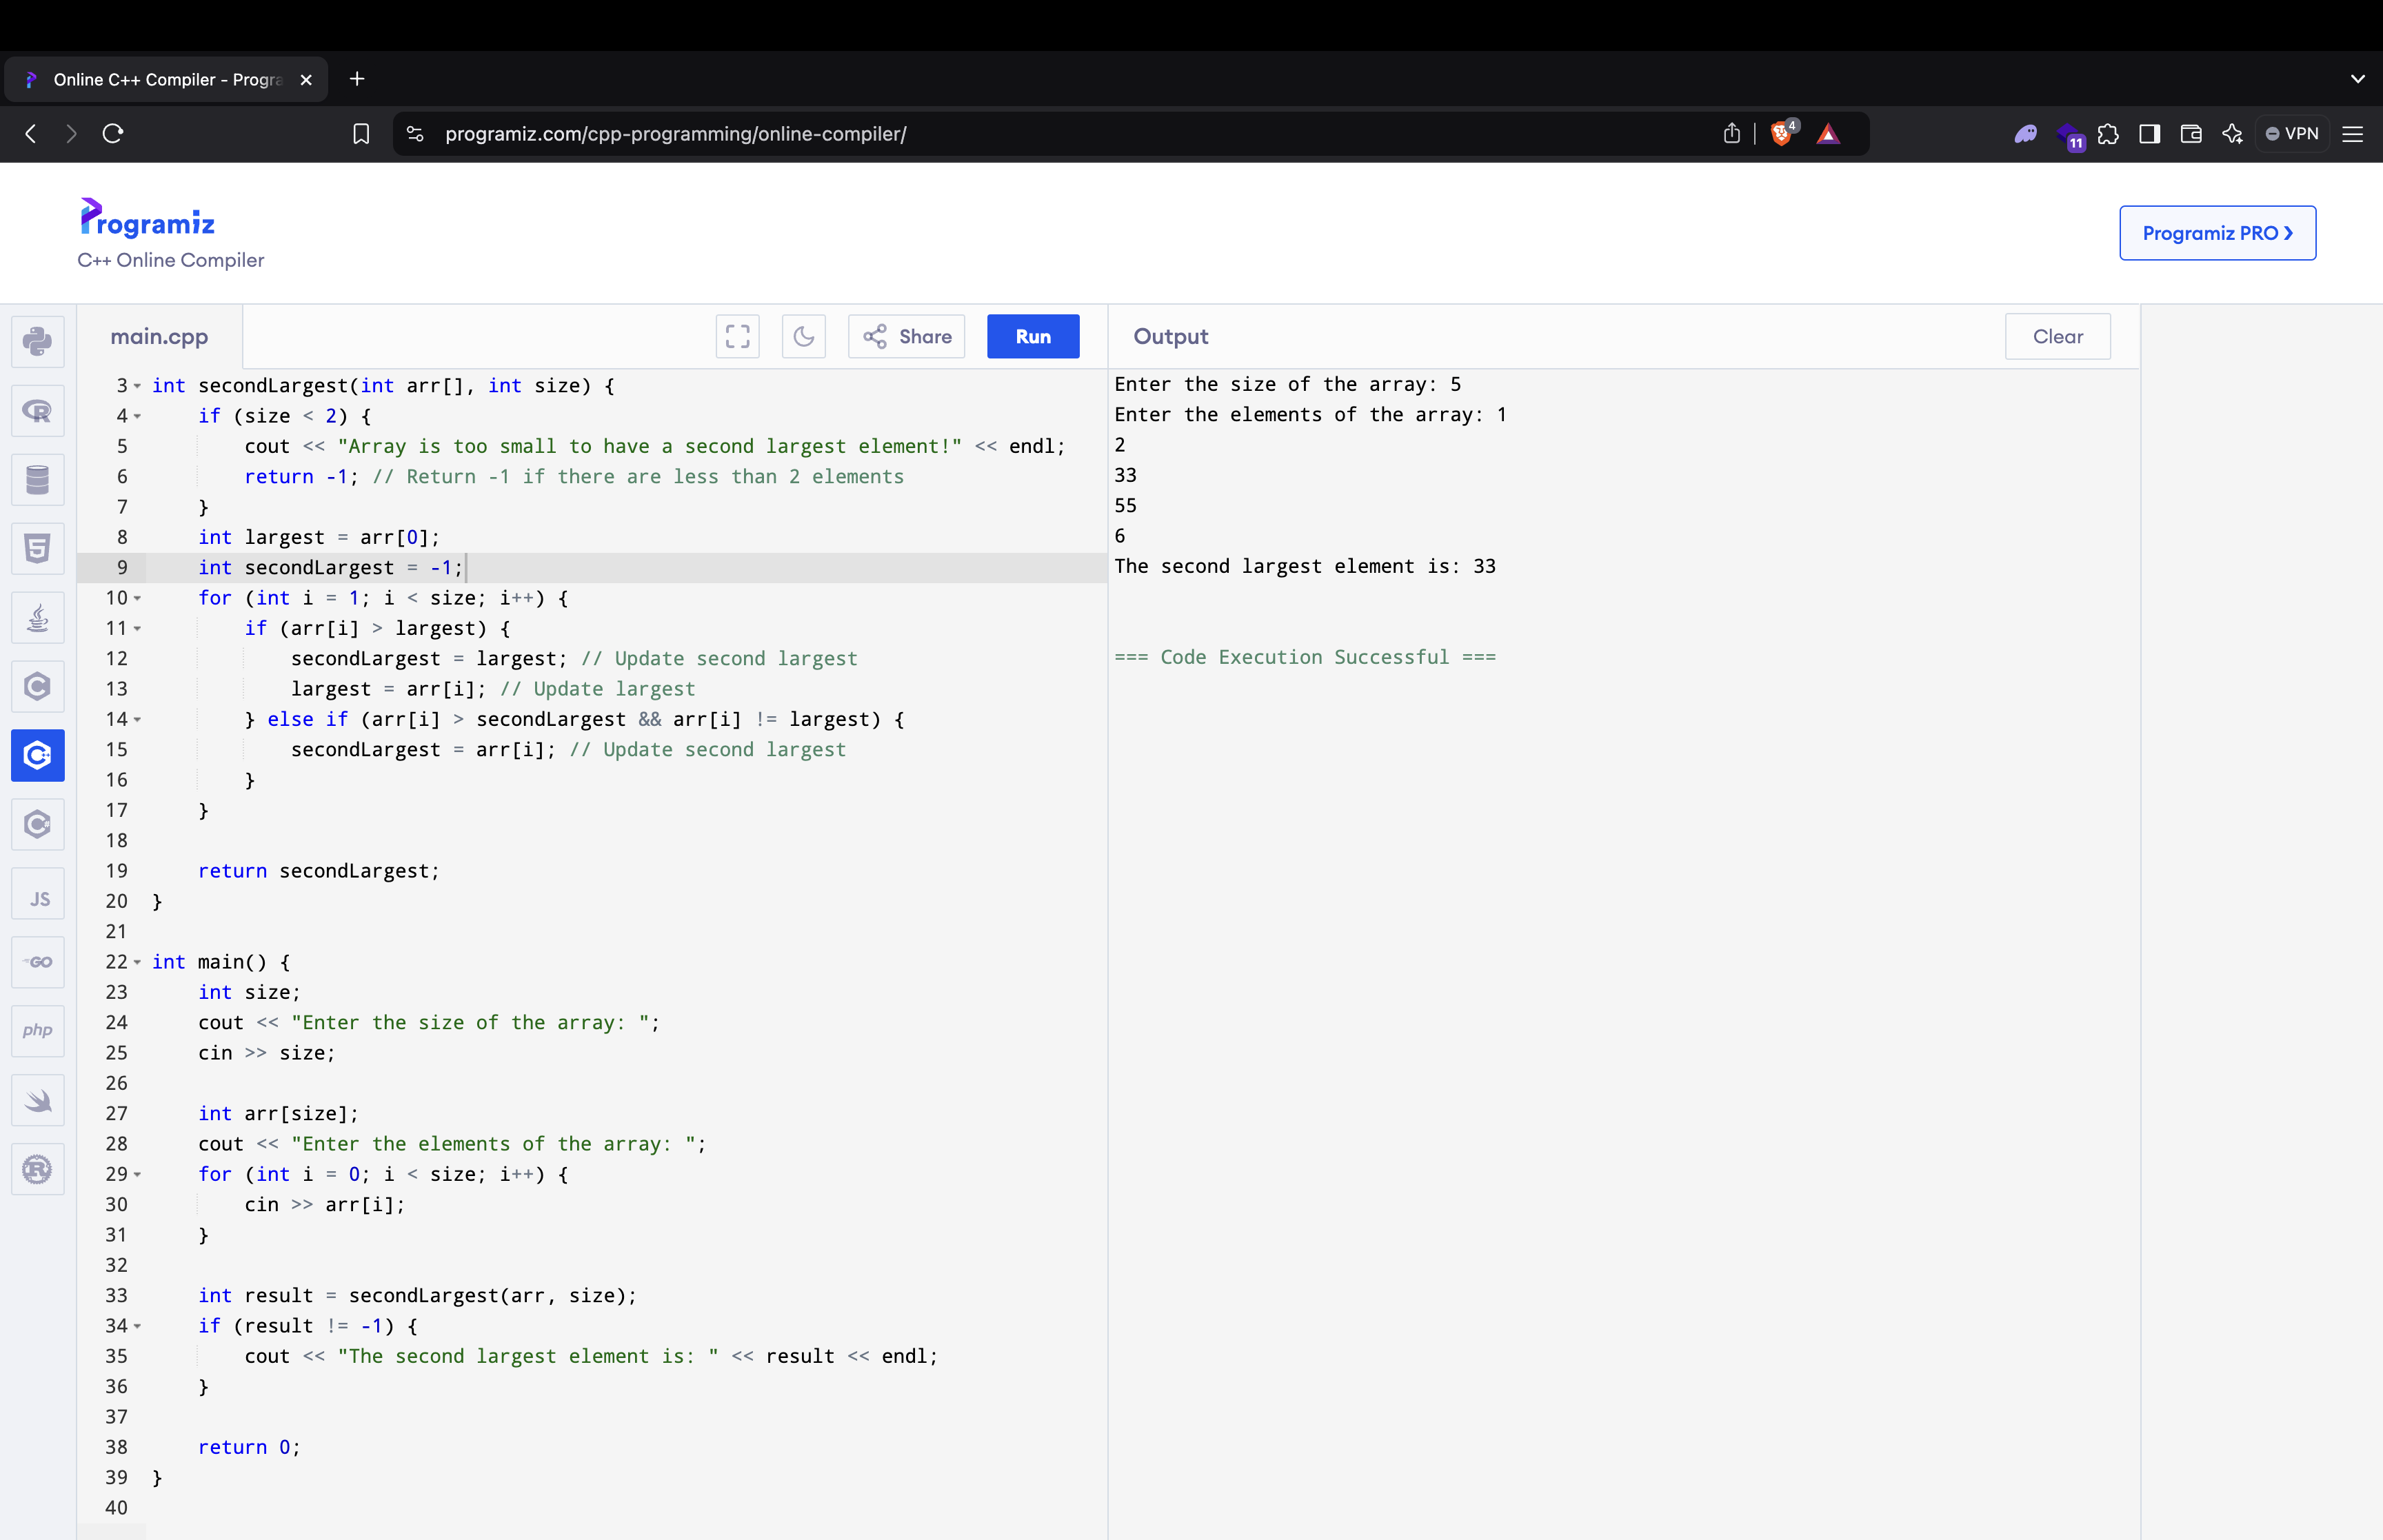 Online C++ Compiler - Progra
programiz.com/cpp-programming/online-compiler/
4
11
VPN
Programiz
C++ Online Compiler
Programiz PRO ❯
main.cpp
Share
Run
Output
Clear
3 int secondLargest(int arr[], int size) {
4     if (size < 2) {
5         cout << "Array is too small to have a second largest element!" << endl;
6         return -1; // Return -1 if there are less than 2 elements
7     }
8     int largest = arr[0];
9     int secondLargest = -1;
10     for (int i = 1; i < size; i++) {
11         if (arr[i] > largest) {
12             secondLargest = largest; // Update second largest
13             largest = arr[i]; // Update largest
14         } else if (arr[i] > secondLargest && arr[i] != largest) {
15             secondLargest = arr[i]; // Update second largest
16         }
17     }
18
19     return secondLargest;
20 }
21
22 int main() {
23     int size;
24     cout << "Enter the size of the array: ";
25     cin >> size;
26
27     int arr[size];
28     cout << "Enter the elements of the array: ";
29     for (int i = 0; i < size; i++) {
30         cin >> arr[i];
31     }
32
33     int result = secondLargest(arr, size);
34     if (result != -1) {
35         cout << "The second largest element is: " << result << endl;
36     }
37
38     return 0;
39 }
40
Enter the size of the array: 5
Enter the elements of the array: 1
2
33
55
6
The second largest element is: 33
=== Code Execution Successful ===
R
5
C
C++
C#
JS
GO
php
R